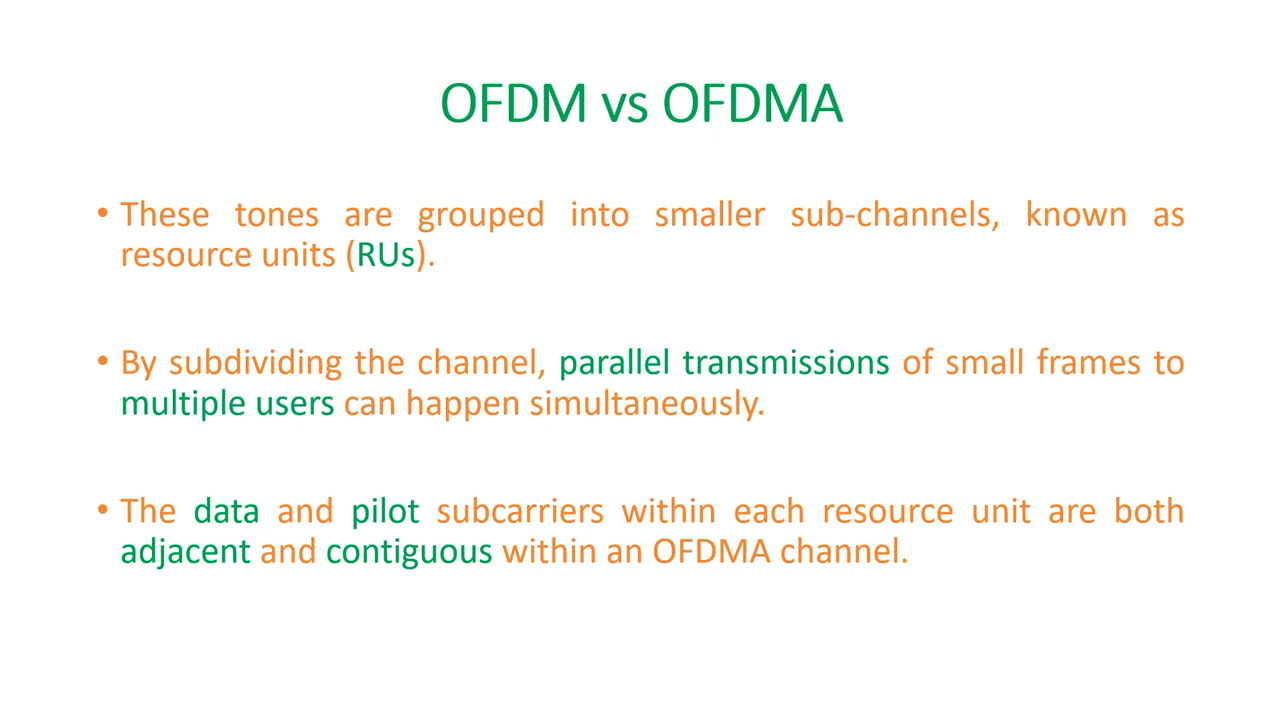 OFDM vs OFDMA
• These tones are grouped into smaller sub-channels, known as
resource units (RUs).
• By subdividing the channel, parallel transmissions of small frames to
multiple users can happen simultaneously.
• The data and pilot subcarriers within each resource unit are both
adjacent and contiguous within an OFDMA channel.